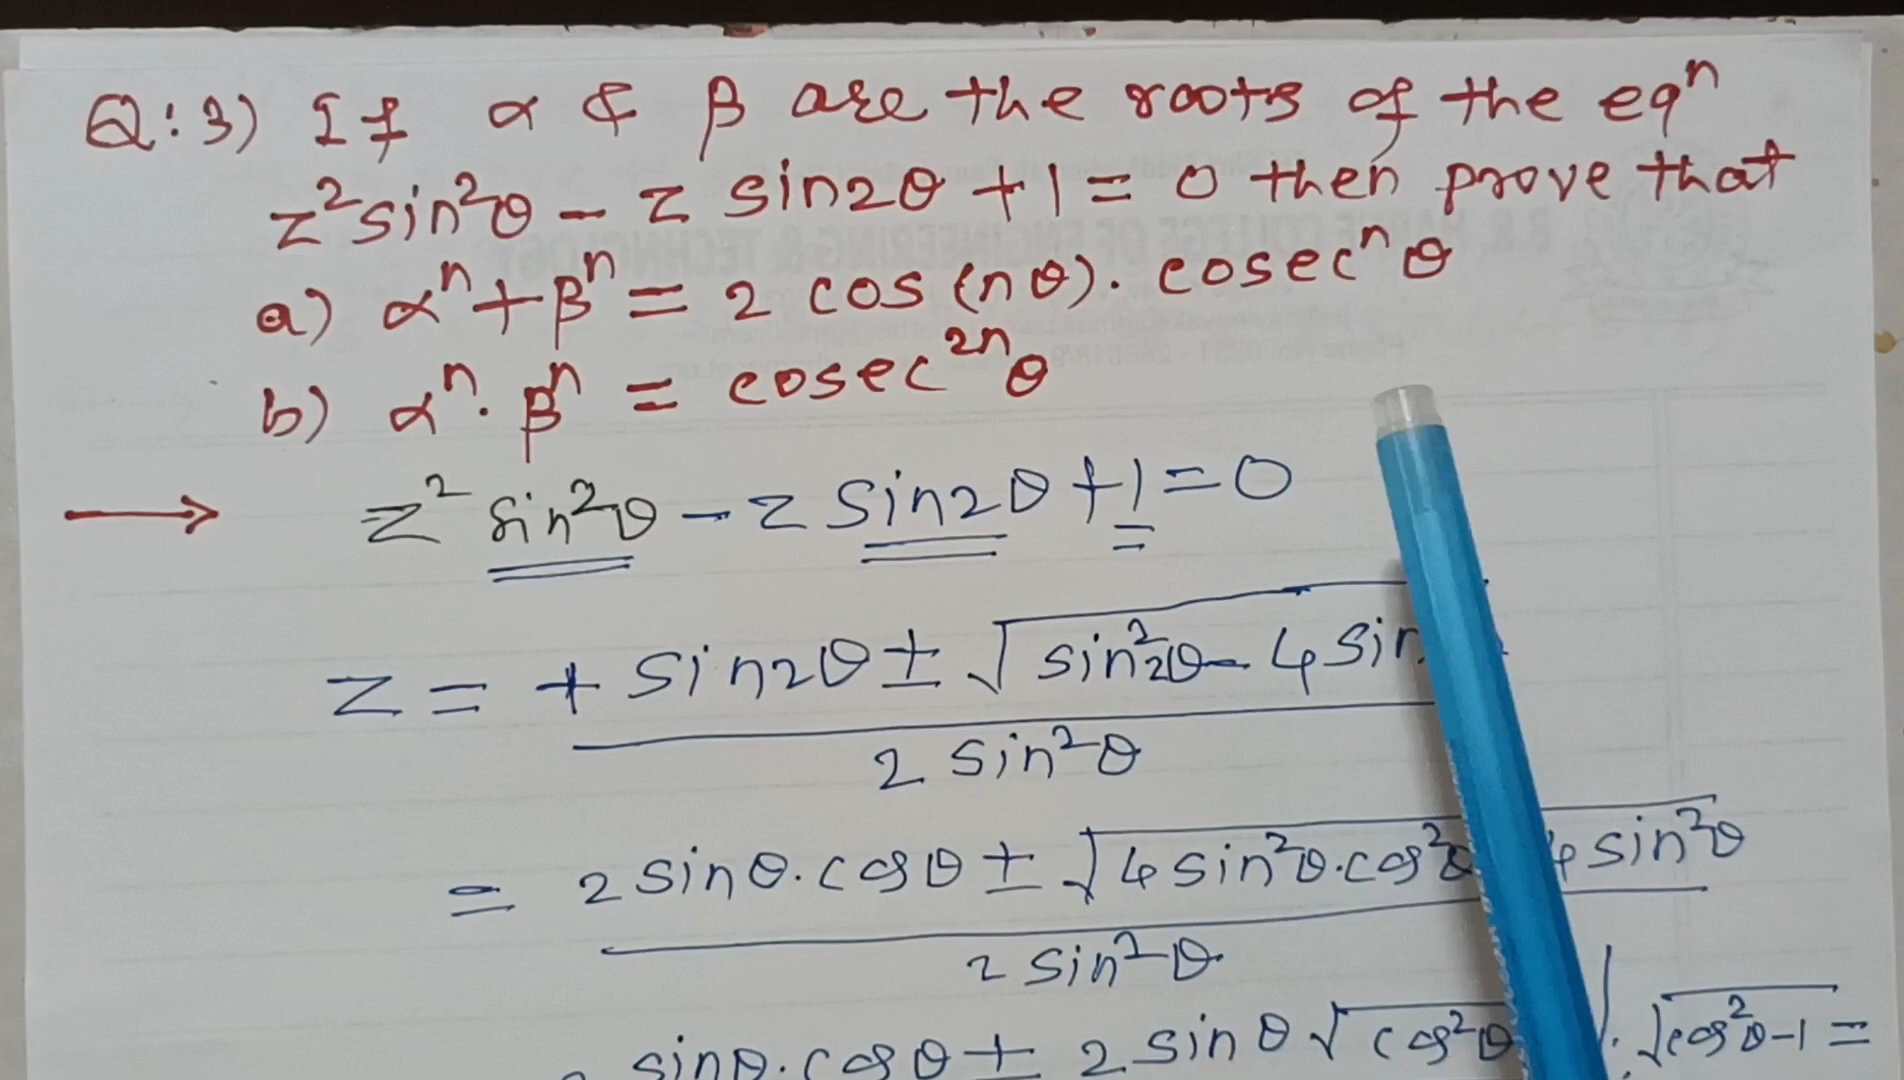 Q:3) If α & β are the roots of the eqⁿ
z²sin²θ - z sin2θ + 1 = 0 then prove that
a) αⁿ + βⁿ = 2 cos(nθ). cosecⁿθ
b) αⁿ. βⁿ = cosec²ⁿθ
→ z² sin²θ - z sin2θ + 1 = 0
z = + sin2θ ± √sin²2θ - 4 sin
2 sin²θ
= 2 sinθ.cosθ ± √4 sin²θ.cos²θ 4 sin²θ
2 sin²θ
sinθ.cosθ ± 2 sinθ √cos²θ √cos²θ-1 =